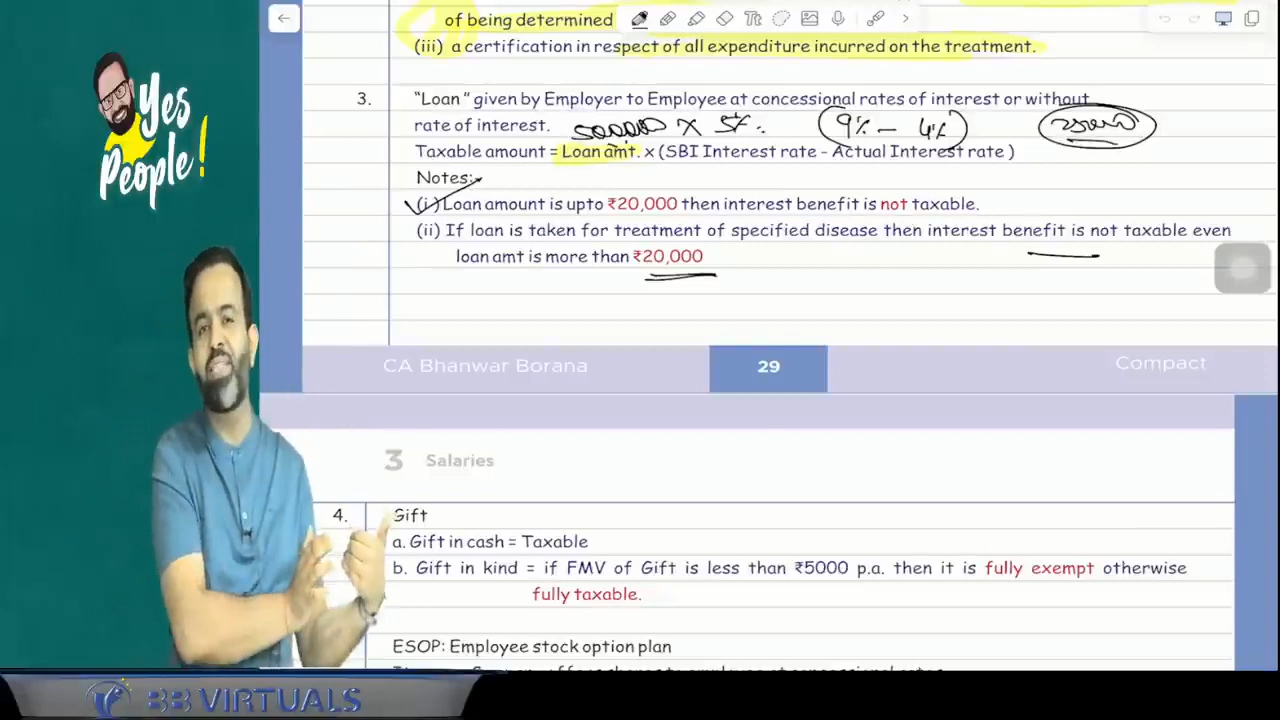 Yes
People!
of being determined
(iii) a certification in respect of all expenditure incurred on the treatment.
3. "Loan" given by Employer to Employee at concessional rates of interest or without
rate of interest. 500000 X 5%. (9% - 4%)
Taxable amount = Loan amt. x (SBI Interest rate - Actual Interest rate )
Notes:
(i) Loan amount is upto ₹20,000 then interest benefit is not taxable.
(ii) If loan is taken for treatment of specified disease then interest benefit is not taxable even
loan amt is more than ₹20,000
CA Bhanwar Borana 29 Compact
3 Salaries
4. Gift
a. Gift in cash = Taxable
b. Gift in kind = if FMV of Gift is less than ₹5000 p.a. then it is fully exempt otherwise
fully taxable.
ESOP: Employee stock option plan
BB VIRTUALS